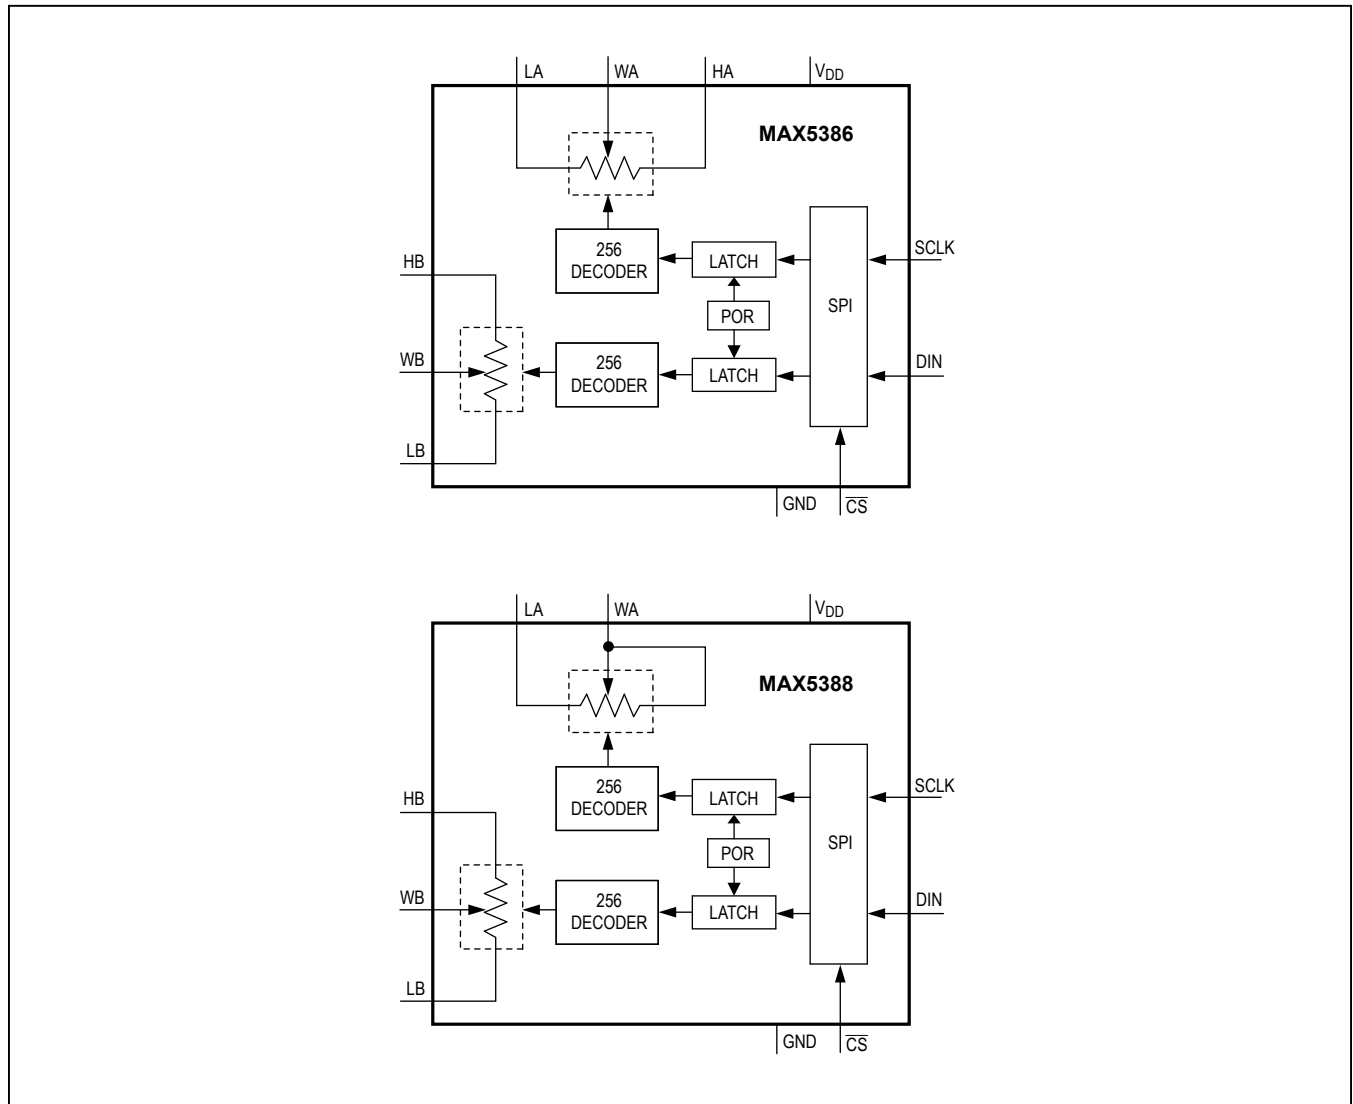 LA WA HA VDD
MAX5386
256
DECODER
LATCH
SCLK
HB
POR
SPI
WB
256
DECODER
LATCH
DIN
LB
GND CS
LA WA VDD
MAX5388
256
DECODER
LATCH
SCLK
HB
POR
SPI
WB
256
DECODER
LATCH
DIN
LB
GND CS